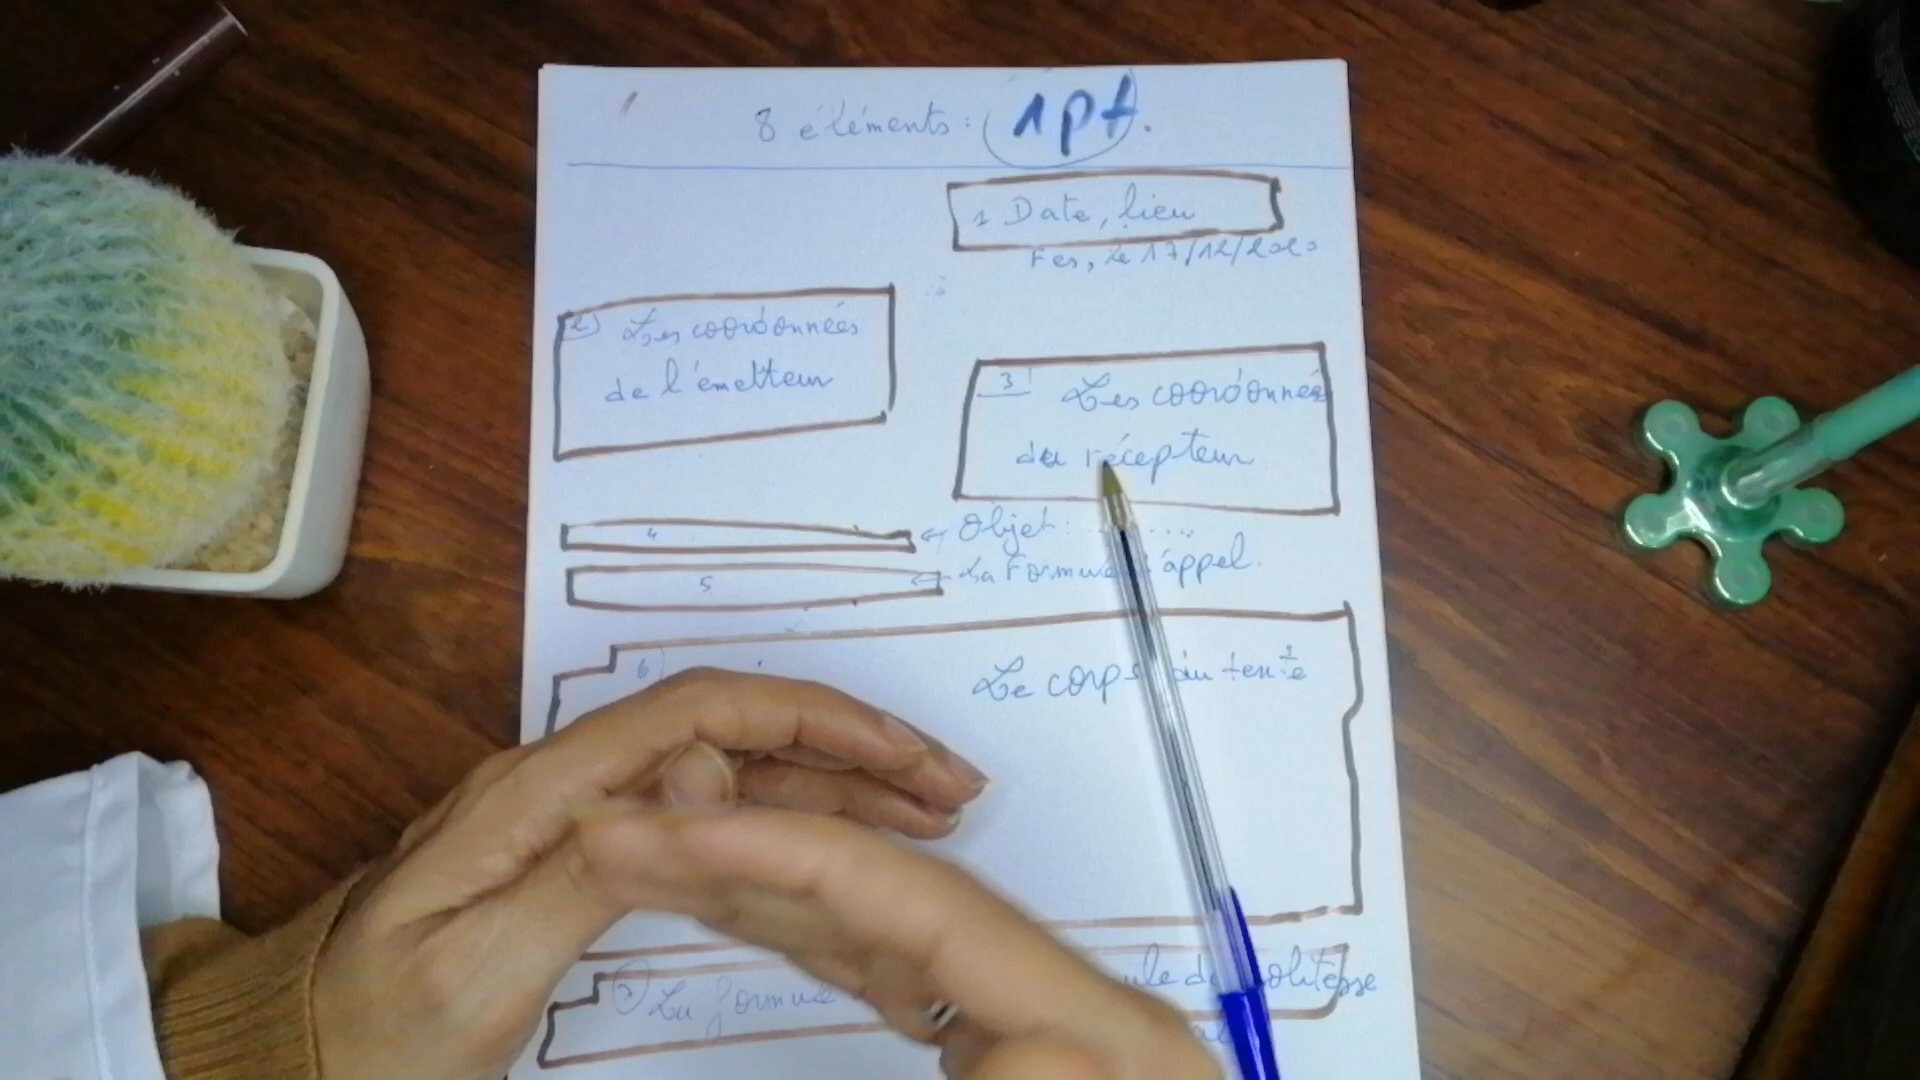 8 éléments: 1pt.
1 Date, lieu
Fes, Le 17/12/2020
2) Les coordonnées
de l'émetteur
3 Les coordonnées
du récepteur
4 ← Objet: ..........
5 ← La Formule d'appel.
6) Le corps du texte
7) La formule ule de politesse